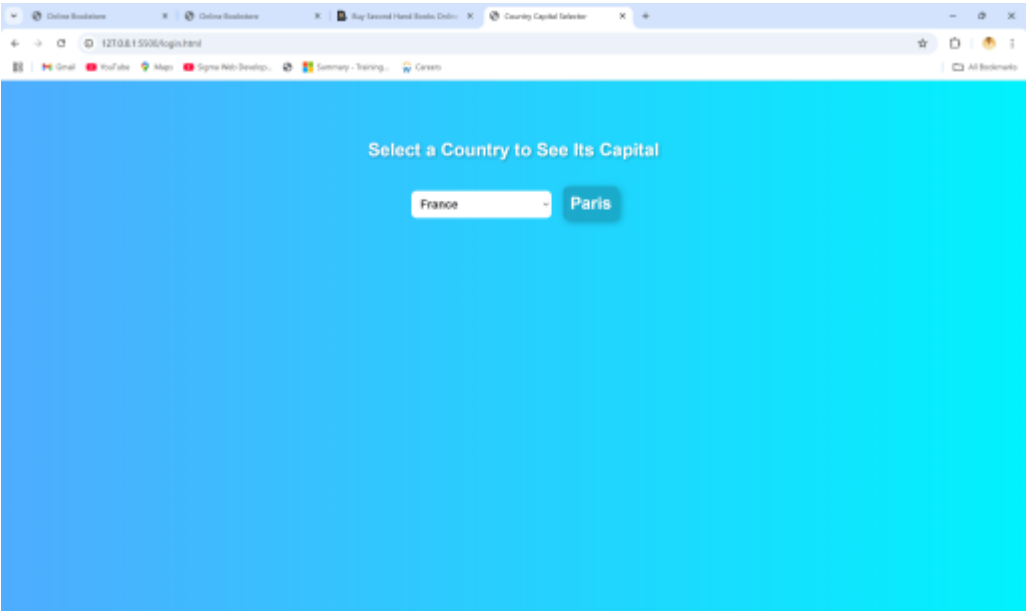 Online Bookstore
Online Bookstore
Buy Second Hand Books Onlin
Country Capital Selector
127.0.0.1:5500/login.html
Gmail
YouTube
Maps
Sigma Web Develop...
Summary - Training...
Careers
All Bookmarks
Select a Country to See Its Capital
France
Paris